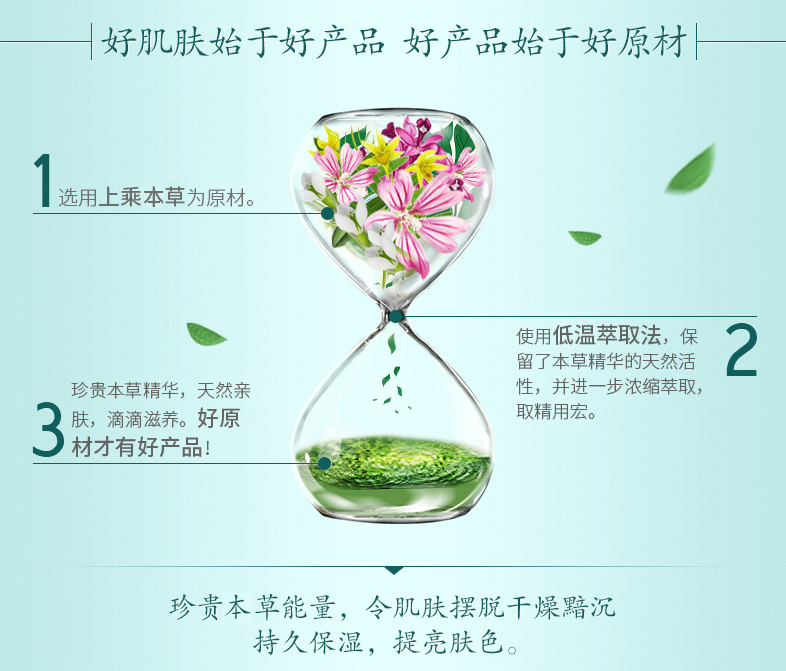 好肌肤始于好产品 好产品始于好原材
1 选用上乘本草为原材。
使用低温萃取法，保
留了本草精华的天然活
性，并进一步浓缩萃取，
取精用宏。
2
珍贵本草精华，天然亲
肤，滴滴滋养。好原
材才有好产品!
3
珍贵本草能量，令肌肤摆脱干燥黯沉
持久保湿，提亮肤色。